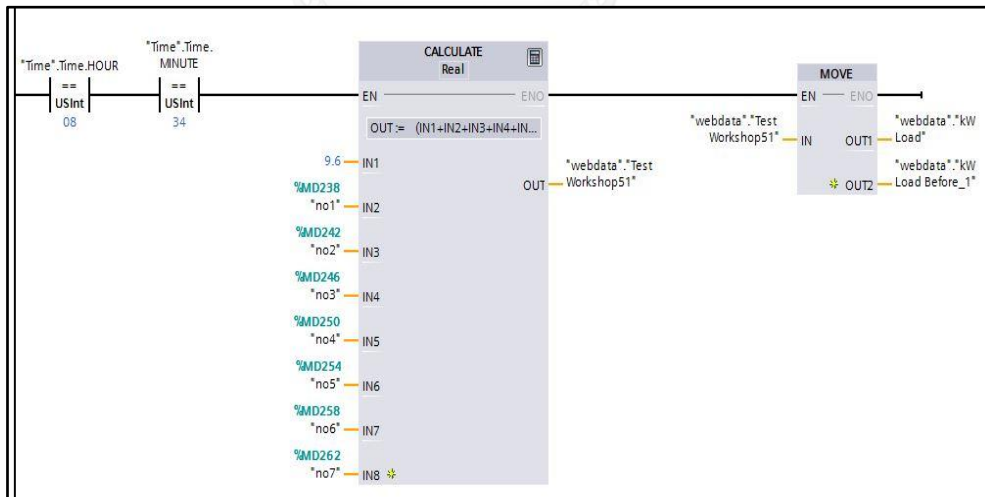 "Time".Time.HOUR
==
USInt
08
"Time".Time.
MINUTE
==
USInt
34
CALCULATE
Real
EN
ENO
OUT := (IN1+IN2+IN3+IN4+IN...
9.6
IN1
%MD238
"no1"
IN2
%MD242
"no2"
IN3
%MD246
"no3"
IN4
%MD250
"no4"
IN5
%MD254
"no5"
IN6
%MD258
"no6"
IN7
%MD262
"no7"
IN8
OUT
"webdata"."Test
Workshop51"
MOVE
EN
ENO
"webdata"."Test
Workshop51"
IN
OUT1
"webdata"."kW
Load"
OUT2
"webdata"."kW
Load Before_1"